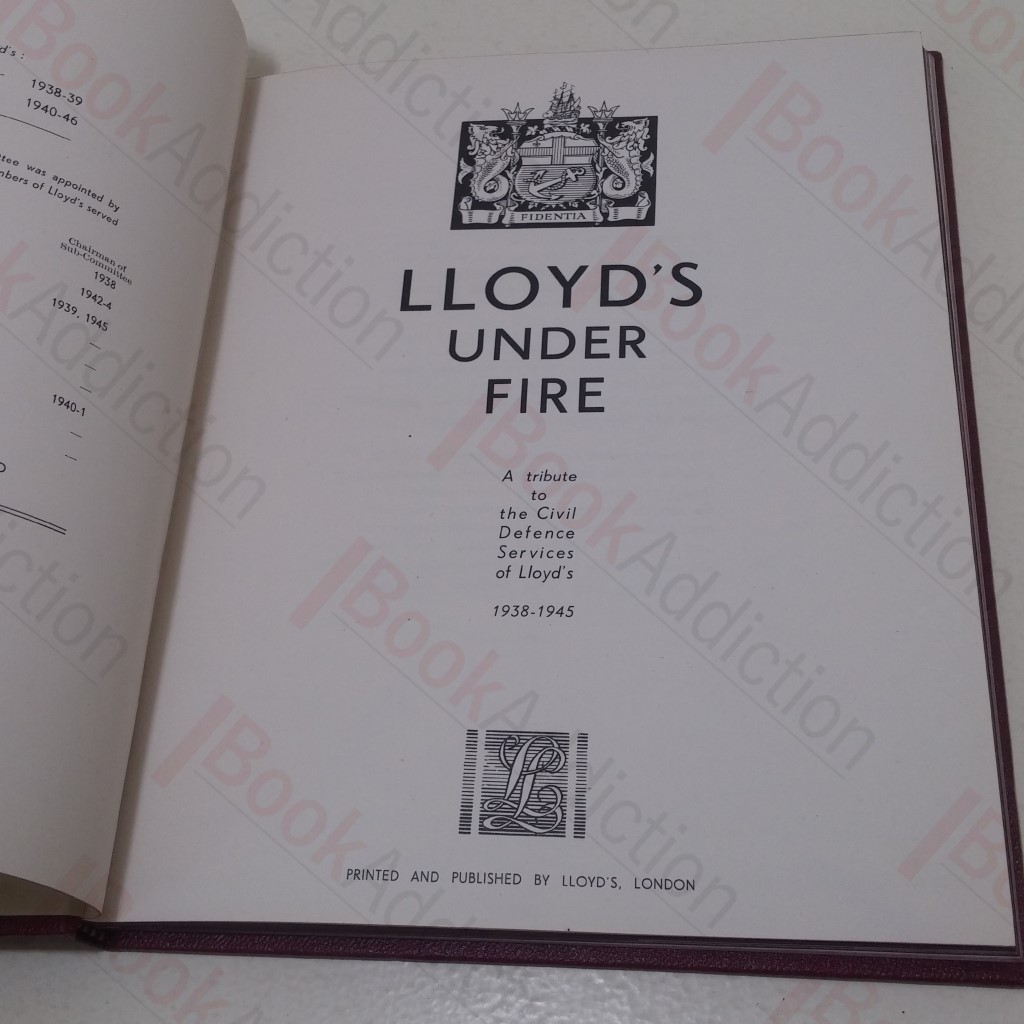 d's :
1938-39
1940-46
ttee was appointed by
mbers of Lloyd's served
Chairman of
Sub-Committee
1938
1942-4
1939, 1945
—
—
—
1940-1
—
—
FIDENTIA
LLOYD'S
UNDER
FIRE
A tribute
to
the Civil
Defence
Services
of Lloyd's
1938-1945
PRINTED AND PUBLISHED BY LLOYD'S, LONDON
BookAddiction